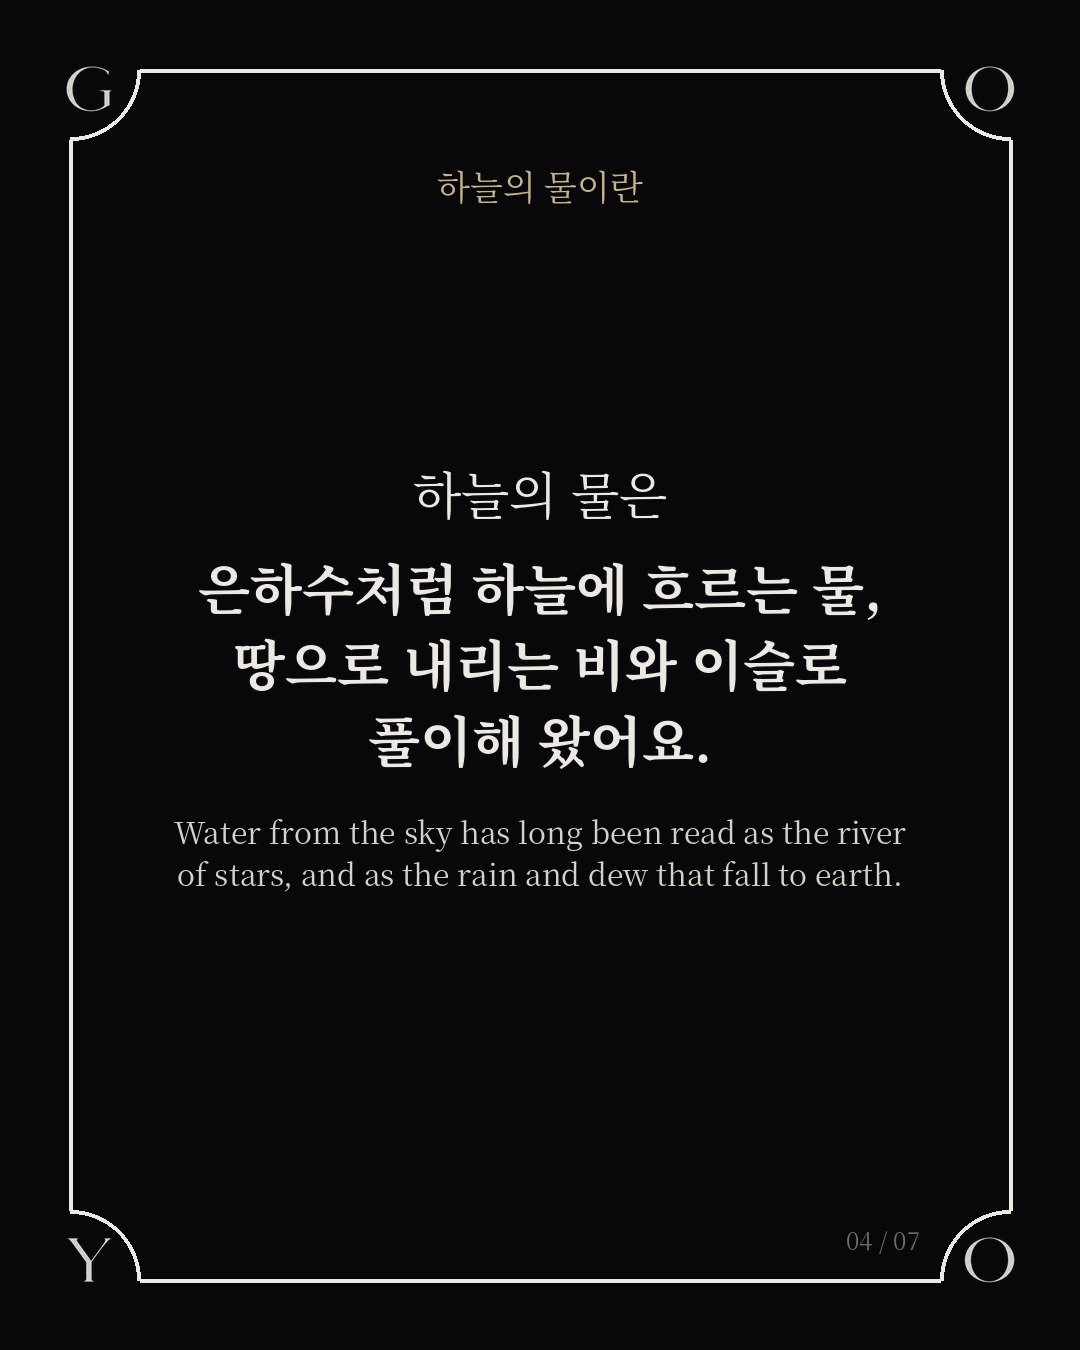 G O
하늘의 물이란
하늘의 물은
은하수처럼 하늘에 흐르는 물,
땅으로 내리는 비와 이슬로
풀이해 왔어요.
Water from the sky has long been read as the river
of stars, and as the rain and dew that fall to earth.
04 / 07
Y O